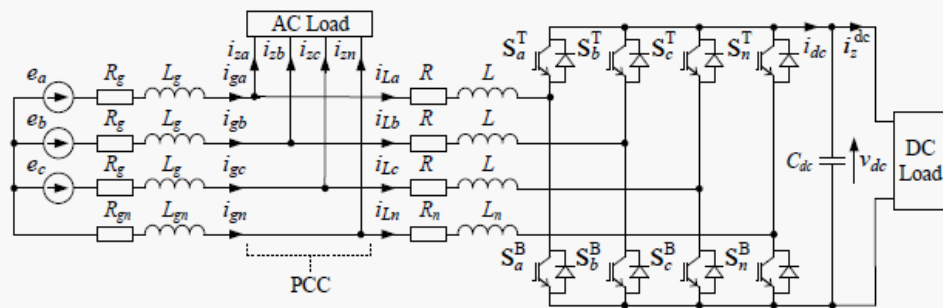 AC Load
i_za i_zb i_zc i_zn
S_a^T S_b^T S_c^T S_n^T
i_dc i_z^dc
e_a R_g L_g i_ga i_La R L
e_b R_g L_g i_gb i_Lb R L
e_c R_g L_g i_gc i_Lc R L
R_gn L_gn i_gn i_Ln R_n L_n
C_dc v_dc
DC
Load
S_a^B S_b^B S_c^B S_n^B
PCC